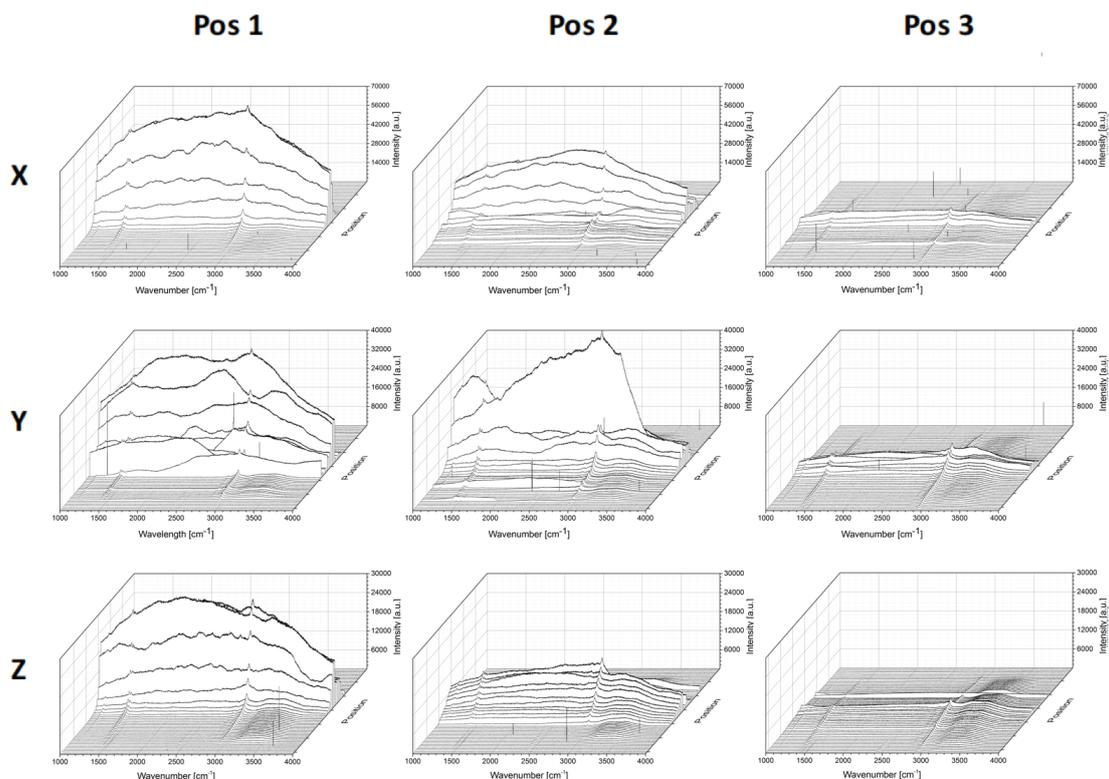 Pos 1 Pos 2 Pos 3
X
70000 56000 42000 28000 14000
Intensity [a.u.]
Position
1000 1500 2000 2500 3000 3500 4000
Wavenumber [cm⁻¹]
70000 56000 42000 28000 14000
Intensity [a.u.]
Position
1000 1500 2000 2500 3000 3500 4000
Wavenumber [cm⁻¹]
70000 56000 42000 28000 14000
Intensity [a.u.]
Position
1000 1500 2000 2500 3000 3500 4000
Wavenumber [cm⁻¹]
Y
40000 32000 24000 16000 8000
Intensity [a.u.]
Position
1000 1500 2000 2500 3000 3500 4000
Wavelength [cm⁻¹]
40000 32000 24000 16000 8000
Intensity [a.u.]
Position
1000 1500 2000 2500 3000 3500 4000
Wavenumber [cm⁻¹]
40000 32000 24000 16000 8000
Intensity [a.u.]
Position
1000 1500 2000 2500 3000 3500 4000
Wavenumber [cm⁻¹]
Z
30000 24000 18000 12000 6000
Intensity [a.u.]
Position
1000 1500 2000 2500 3000 3500 4000
Wavenumber [cm⁻¹]
30000 24000 18000 12000 6000
Intensity [a.u.]
Position
1000 1500 2000 2500 3000 3500 4000
Wavenumber [cm⁻¹]
30000 24000 18000 12000 6000
Intensity [a.u.]
Position
1000 1500 2000 2500 3000 3500 4000
Wavenumber [cm⁻¹]